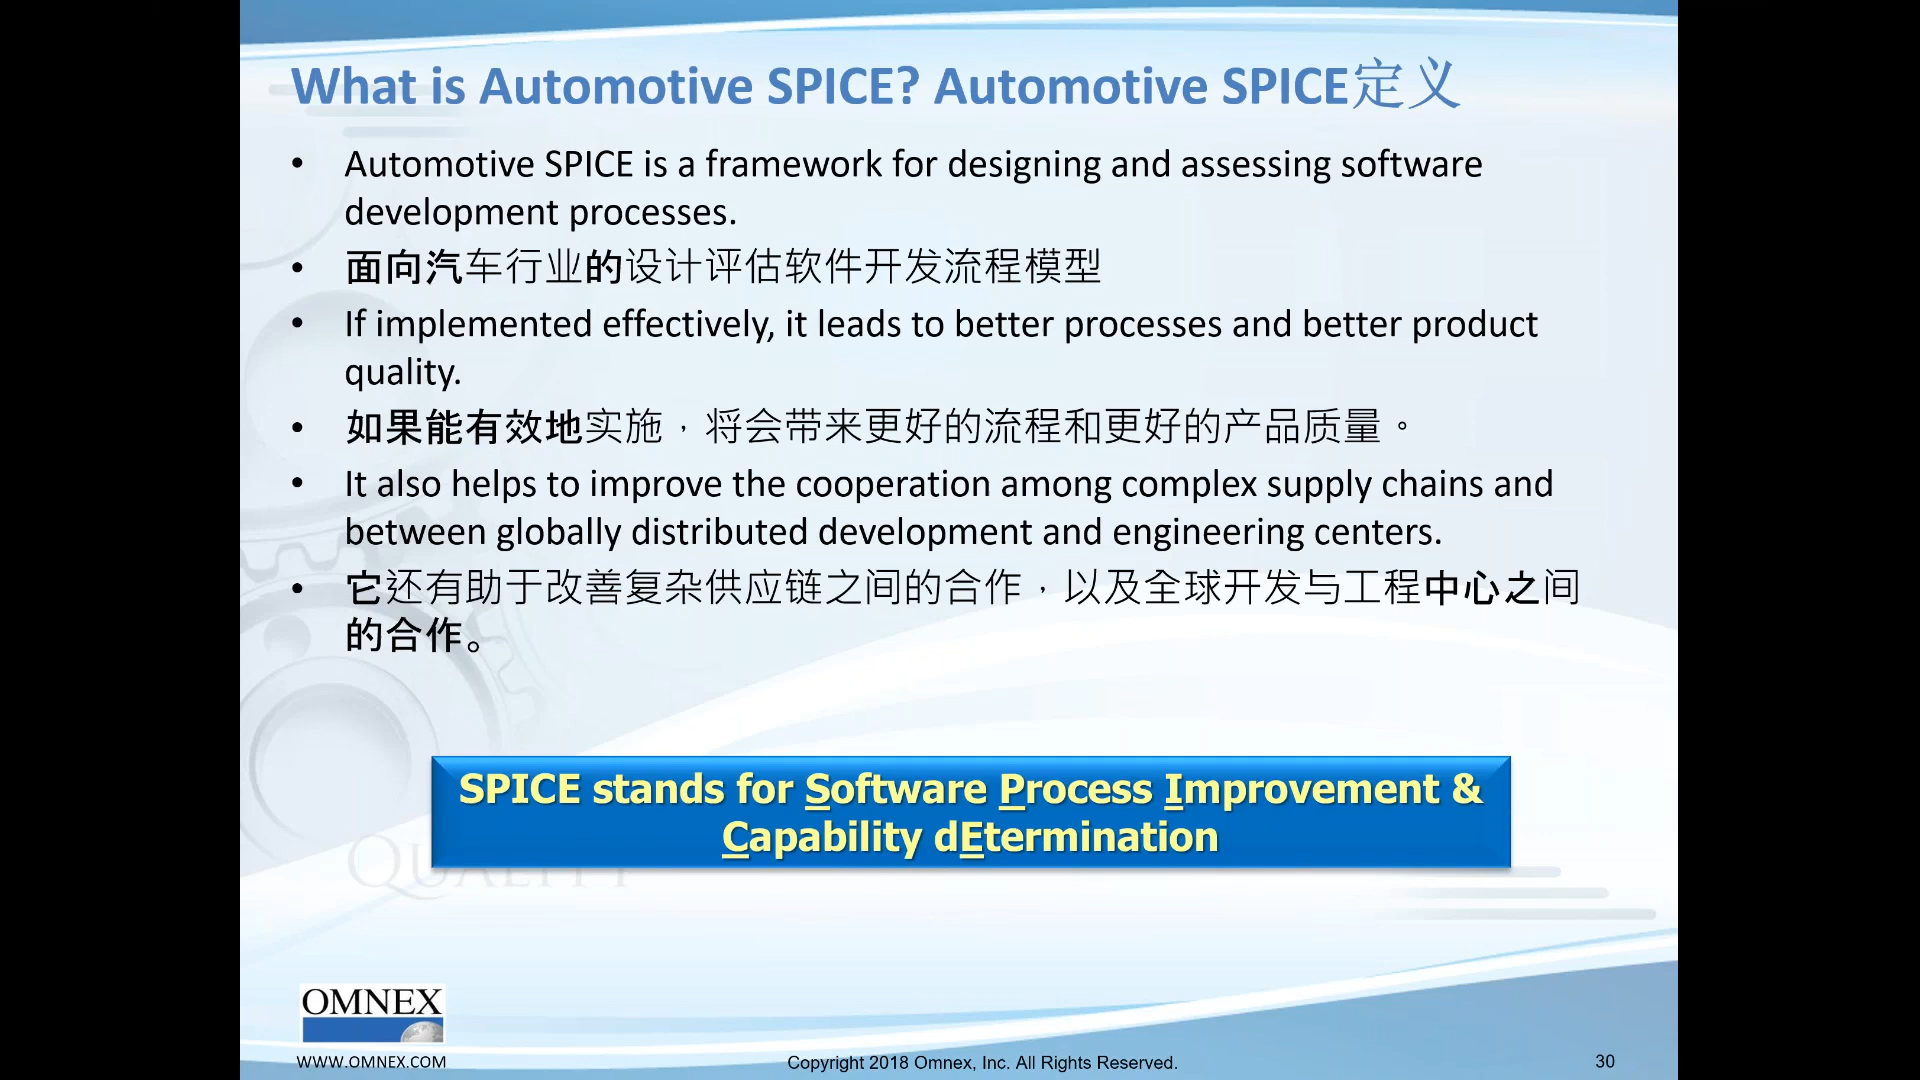 What is Automotive SPICE? Automotive SPICE定义
• Automotive SPICE is a framework for designing and assessing software
development processes.
• 面向汽车行业的设计评估软件开发流程模型
• If implemented effectively, it leads to better processes and better product
quality.
• 如果能有效地实施，将会带来更好的流程和更好的产品质量。
• It also helps to improve the cooperation among complex supply chains and
between globally distributed development and engineering centers.
• 它还有助于改善复杂供应链之间的合作，以及全球开发与工程中心之间
的合作。
SPICE stands for Software Process Improvement &
Capability dEtermination
QUALITY
OMNEX
WWW.OMNEX.COM
Copyright 2018 Omnex, Inc. All Rights Reserved.
30